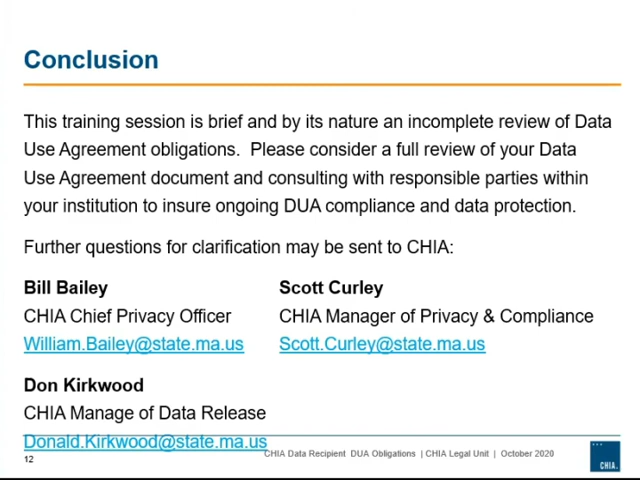 Conclusion
This training session is brief and by its nature an incomplete review of Data
Use Agreement obligations.  Please consider a full review of your Data
Use Agreement document and consulting with responsible parties within
your institution to insure ongoing DUA compliance and data protection.
Further questions for clarification may be sent to CHIA:
Bill Bailey
CHIA Chief Privacy Officer
William.Bailey@state.ma.us
Scott Curley
CHIA Manager of Privacy & Compliance
Scott.Curley@state.ma.us
Don Kirkwood
CHIA Manage of Data Release
Donald.Kirkwood@state.ma.us
12
CHIA Data Recipient  DUA Obligations  | CHIA Legal Unit  |  October 2020
CHIA.